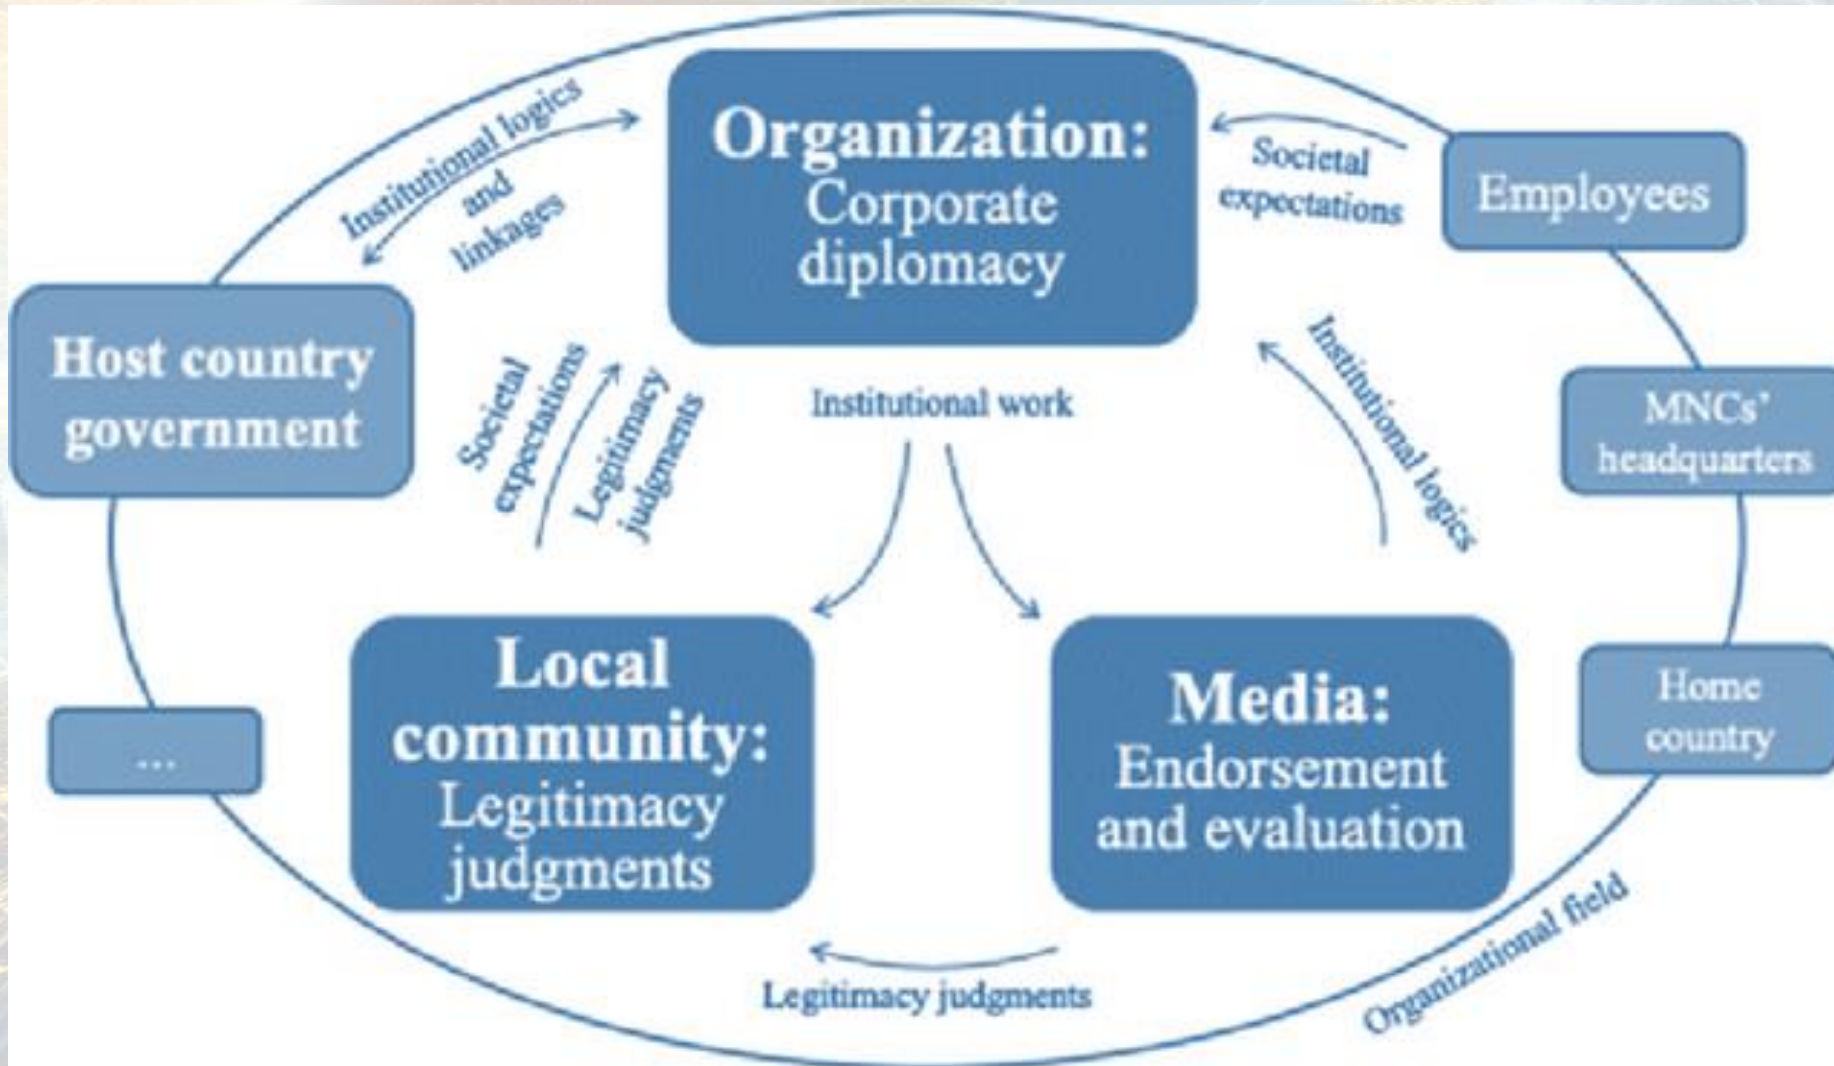 Organization:
Corporate
diplomacy
Institutional logics
and
linkages
Societal
expectations
Employees
Host country
government
MNCs’
headquarters
Societal
expectations
Legitimacy
judgments
Institutional work
Institutional logics
Local
community:
Legitimacy
judgments
Media:
Endorsement
and evaluation
Home
country
...
Legitimacy judgments
Organizational field